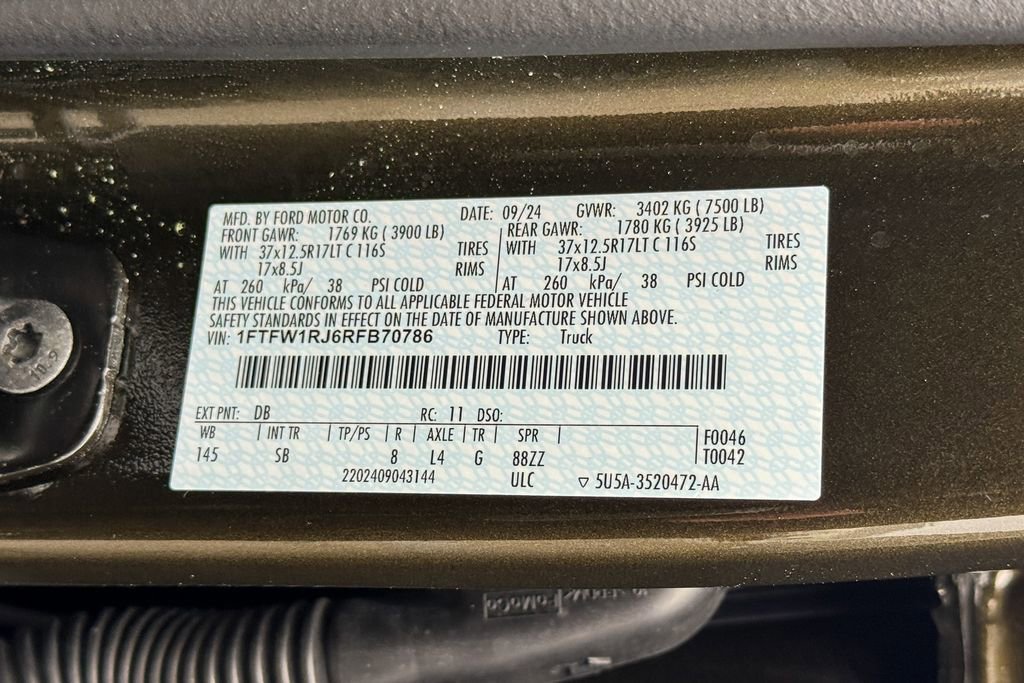 MFD. BY FORD MOTOR CO. DATE: 09/24 GVWR: 3402 KG ( 7500 LB)
FRONT GAWR: 1769 KG ( 3900 LB) REAR GAWR: 1780 KG ( 3925 LB)
WITH 37x12.5R17LT C 116S TIRES WITH 37x12.5R17LT C 116S TIRES
17x8.5J RIMS 17x8.5J RIMS
AT 260 kPa/ 38 PSI COLD AT 260 kPa/ 38 PSI COLD
THIS VEHICLE CONFORMS TO ALL APPLICABLE FEDERAL MOTOR VEHICLE
SAFETY STANDARDS IN EFFECT ON THE DATE OF MANUFACTURE SHOWN ABOVE.
VIN: 1FTFW1RJ6RFB70786 TYPE: Truck
EXT PNT: DB RC: 11 DSO:
WB INT TR TP/PS R AXLE TR SPR F0046
145 SB 8 L4 G 88ZZ T0042
2202409043144 ULC ▽ 5U5A-3520472-AA
10.9
FoMoCo